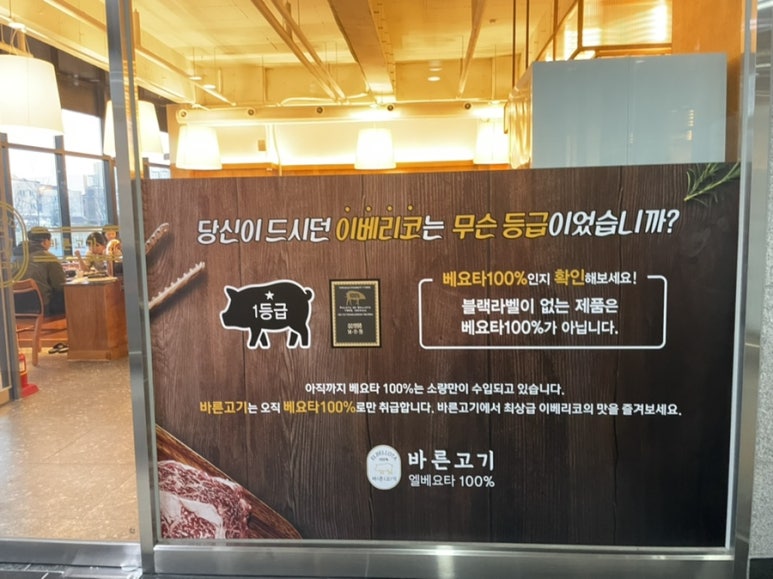 당신이 드시던 이베리코는 무슨 등급이었습니까?
1등급
베요타100%인지 확인해보세요!
블랙라벨이 없는 제품은
베요타100%가 아닙니다.
아직까지 베요타 100%는 소량만이 수입되고 있습니다.
바른고기는 오직 베요타100%로만 취급합니다. 바른고기에서 최상급 이베리코의 맛을 즐겨보세요.
바른고기
엘베요타 100%